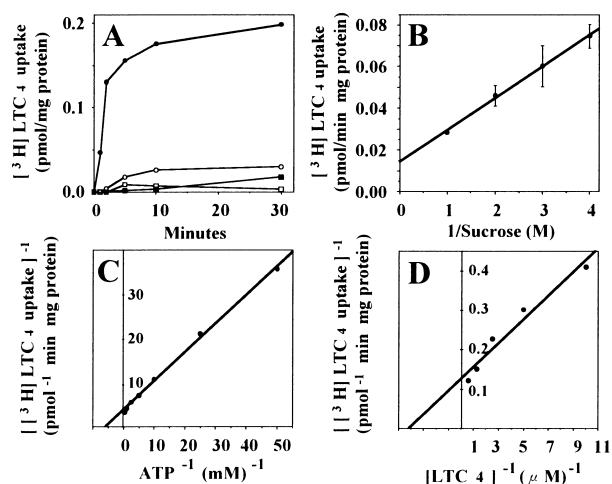 A
[ ³ H] LTC 4 uptake
(pmol/mg protein)
0.2
0.1
0.0
0
10
20
30
Minutes
B
[ ³ H] LTC 4 uptake
(pmol/min mg protein)
0.08
0.06
0.04
0.02
0.00
0
1
2
3
4
1/Sucrose (M)
C
[ [ ³ H] LTC 4 uptake ] -1
(pmol -1 min mg protein)
30
20
10
0
10
20
30
40
50
ATP -1 (mM) -1
D
[ [ ³ H] LTC 4 uptake ] -1
(pmol -1 min mg protein)
0.4
0.3
0.2
0.1
1
3
5
7
9
11
[LTC 4 ] -1 (μ M)-1